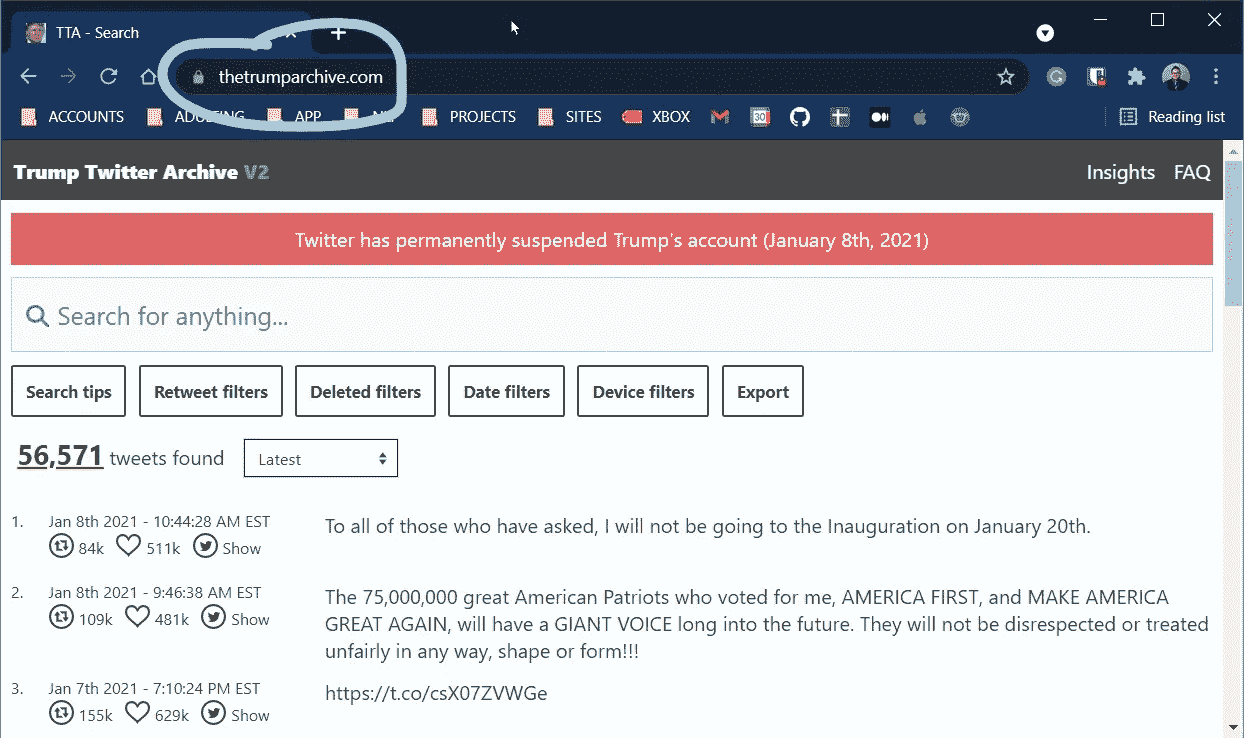 TTA - Search
thetrumparchive.com
ACCOUNTS
APP
PROJECTS
SITES
XBOX
30
Reading list
Trump Twitter Archive V2
Insights FAQ
Twitter has permanently suspended Trump's account (January 8th, 2021)
Search for anything...
Search tips Retweet filters Deleted filters Date filters Device filters Export
56,571 tweets found Latest
1. Jan 8th 2021 - 10:44:28 AM EST
84k 511k Show
To all of those who have asked, I will not be going to the Inauguration on January 20th.
2. Jan 8th 2021 - 9:46:38 AM EST
109k 481k Show
The 75,000,000 great American Patriots who voted for me, AMERICA FIRST, and MAKE AMERICA
GREAT AGAIN, will have a GIANT VOICE long into the future. They will not be disrespected or treated
unfairly in any way, shape or form!!!
3. Jan 7th 2021 - 7:10:24 PM EST
155k 629k Show
https://t.co/csX07ZVWGe